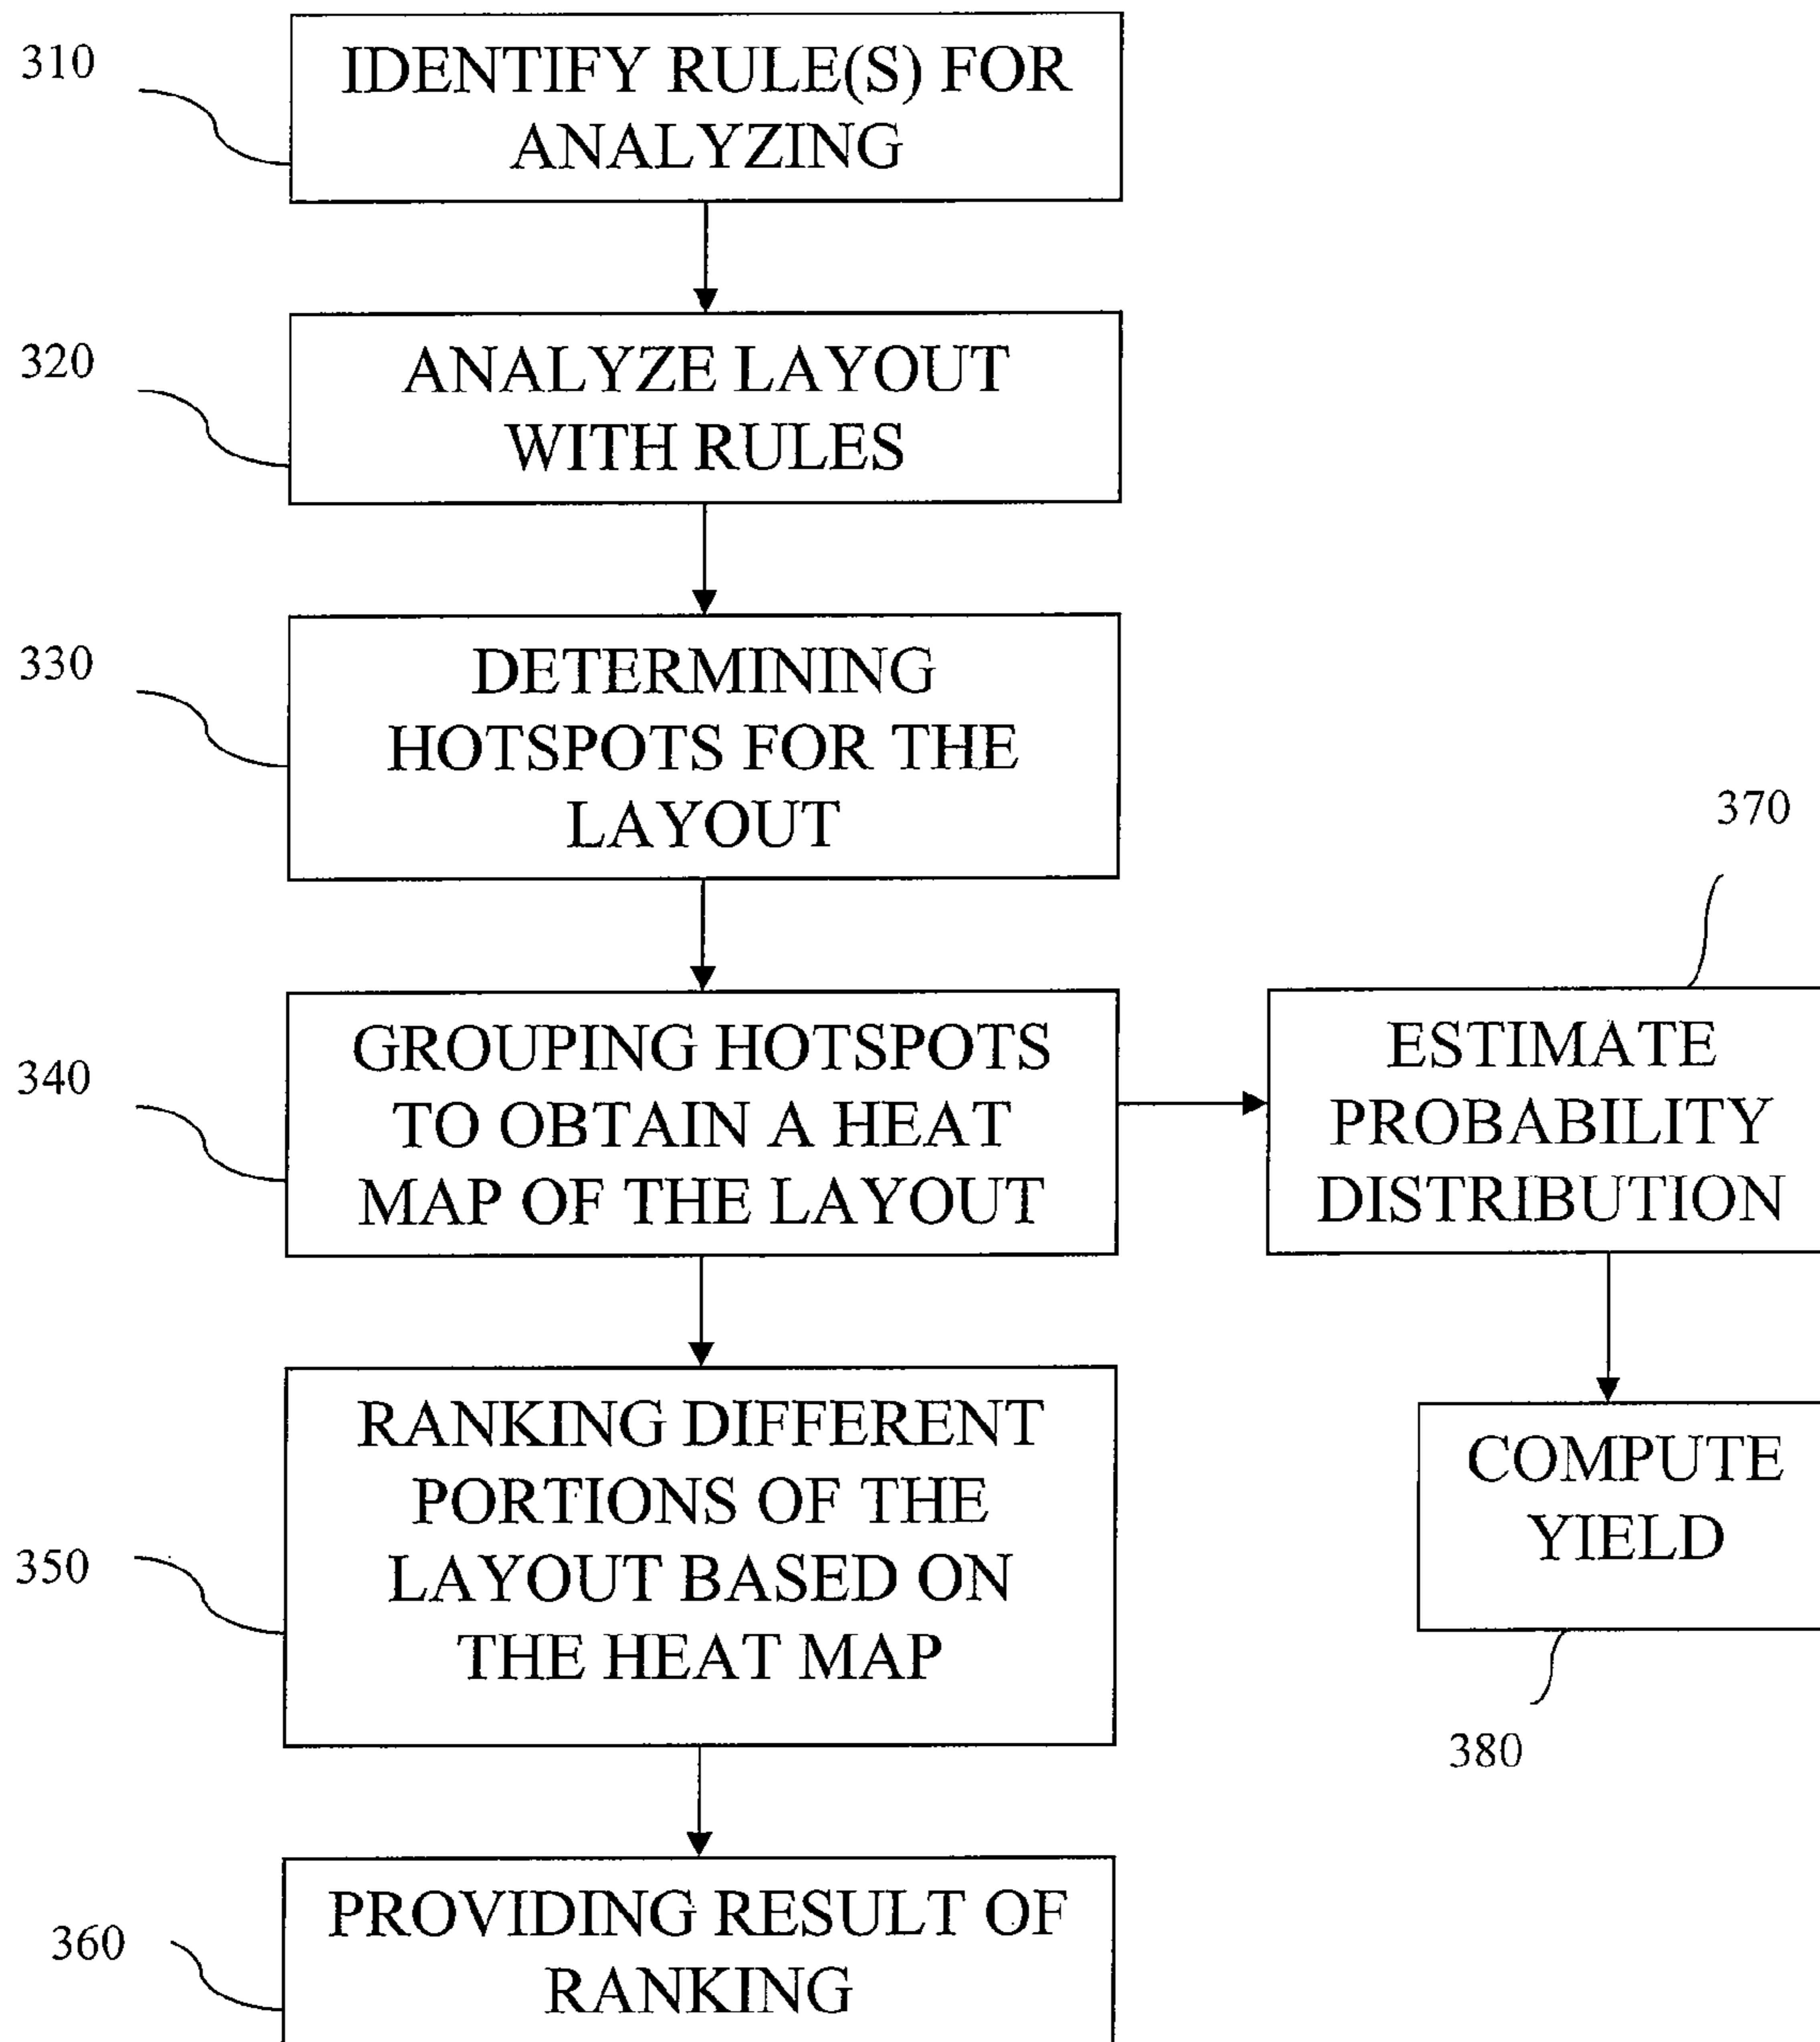 310
IDENTIFY RULE(S) FOR
ANALYZING
320
ANALYZE LAYOUT
WITH RULES
330
DETERMINING
HOTSPOTS FOR THE
LAYOUT
340
GROUPING HOTSPOTS
TO OBTAIN A HEAT
MAP OF THE LAYOUT
370
ESTIMATE
PROBABILITY
DISTRIBUTION
350
RANKING DIFFERENT
PORTIONS OF THE
LAYOUT BASED ON
THE HEAT MAP
COMPUTE
YIELD
380
360
PROVIDING RESULT OF
RANKING